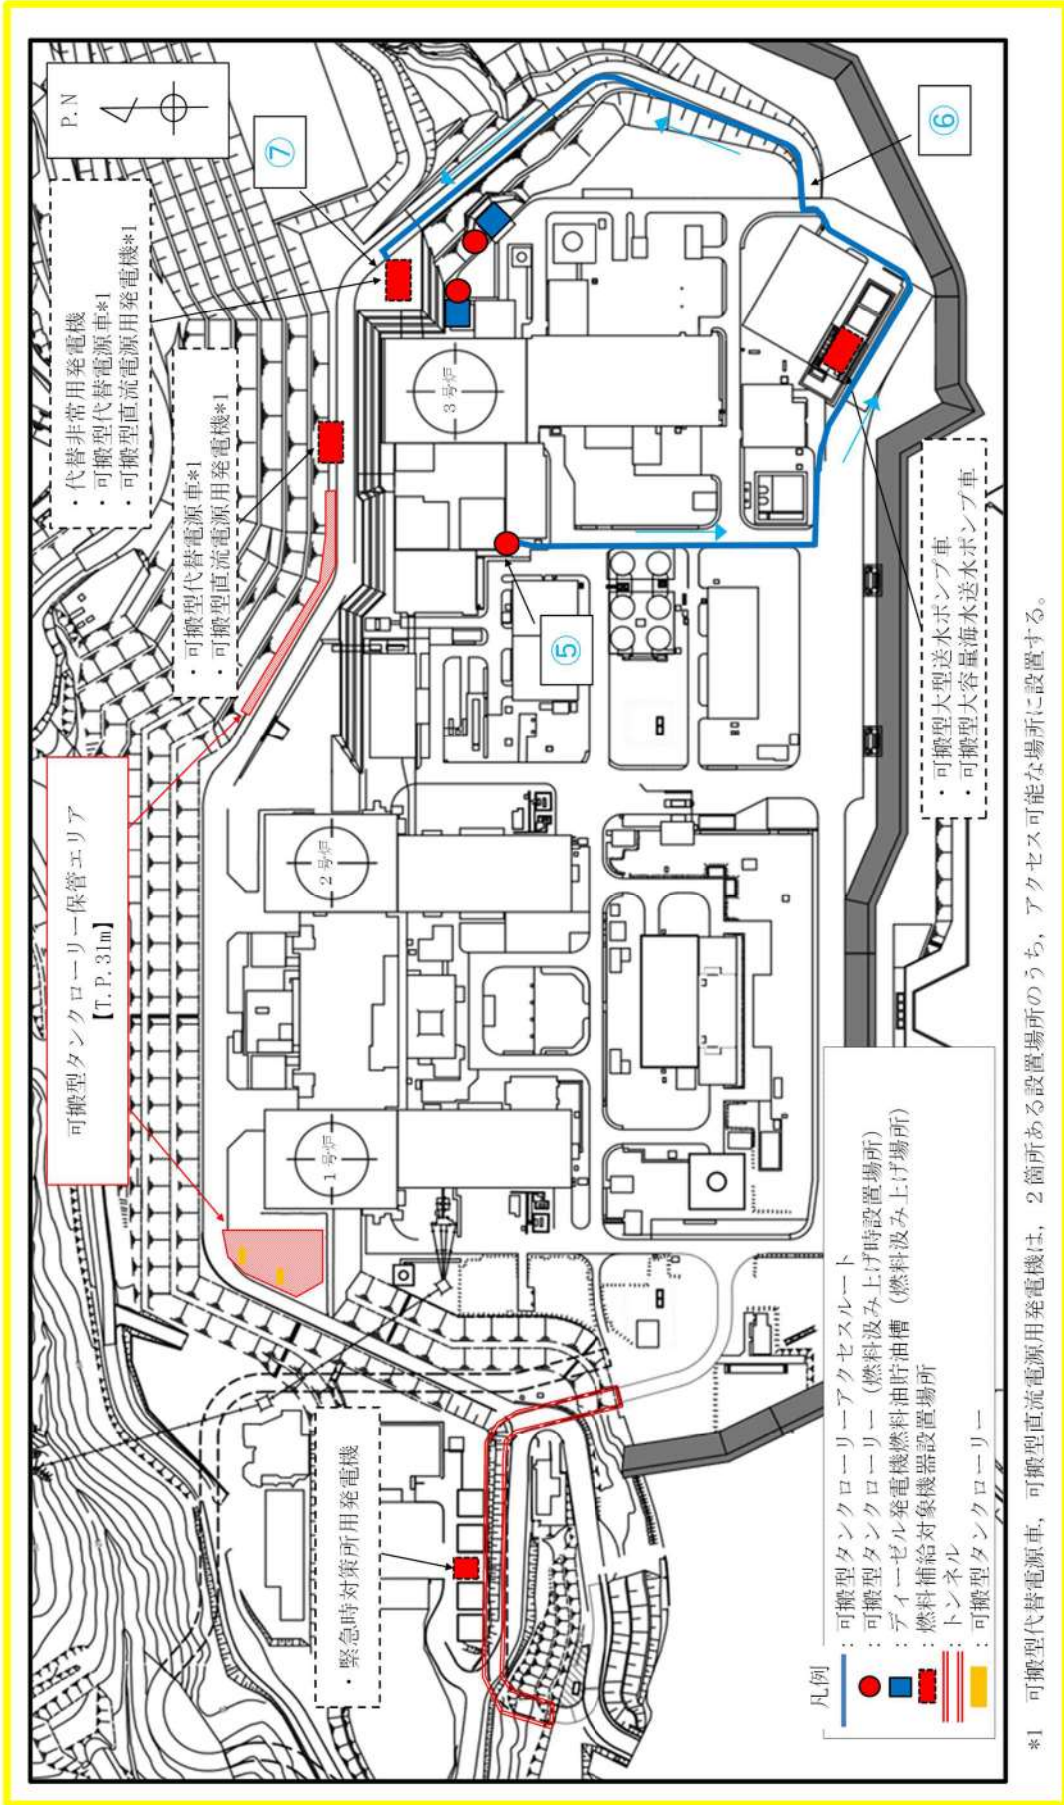 P.N
・代替非常用発電機
・可搬型代替電源車*1
・可搬型直流電源用発電機*1
⑦
・可搬型代替電源車*1
・可搬型直流電源用発電機*1
可搬型タンクローリー保管エリア
【T.P.31m】
3号炉
2号炉
1号炉
⑤
⑥
・緊急時対策所用発電機
・可搬型大型送水ポンプ車
・可搬型大容量海水送水ポンプ車
凡例
：可搬型タンクローリーアクセスルート
：可搬型タンクローリー（燃料汲み上げ時設置場所）
：ディーゼル発電機燃料油貯油槽（燃料汲み上げ場所）
：燃料補給対象機器設置場所
：トンネル
：可搬型タンクローリー
*1　可搬型代替電源車，可搬型直流電源用発電機は，2箇所ある設置場所のうち，アクセス可能な場所に設置する。